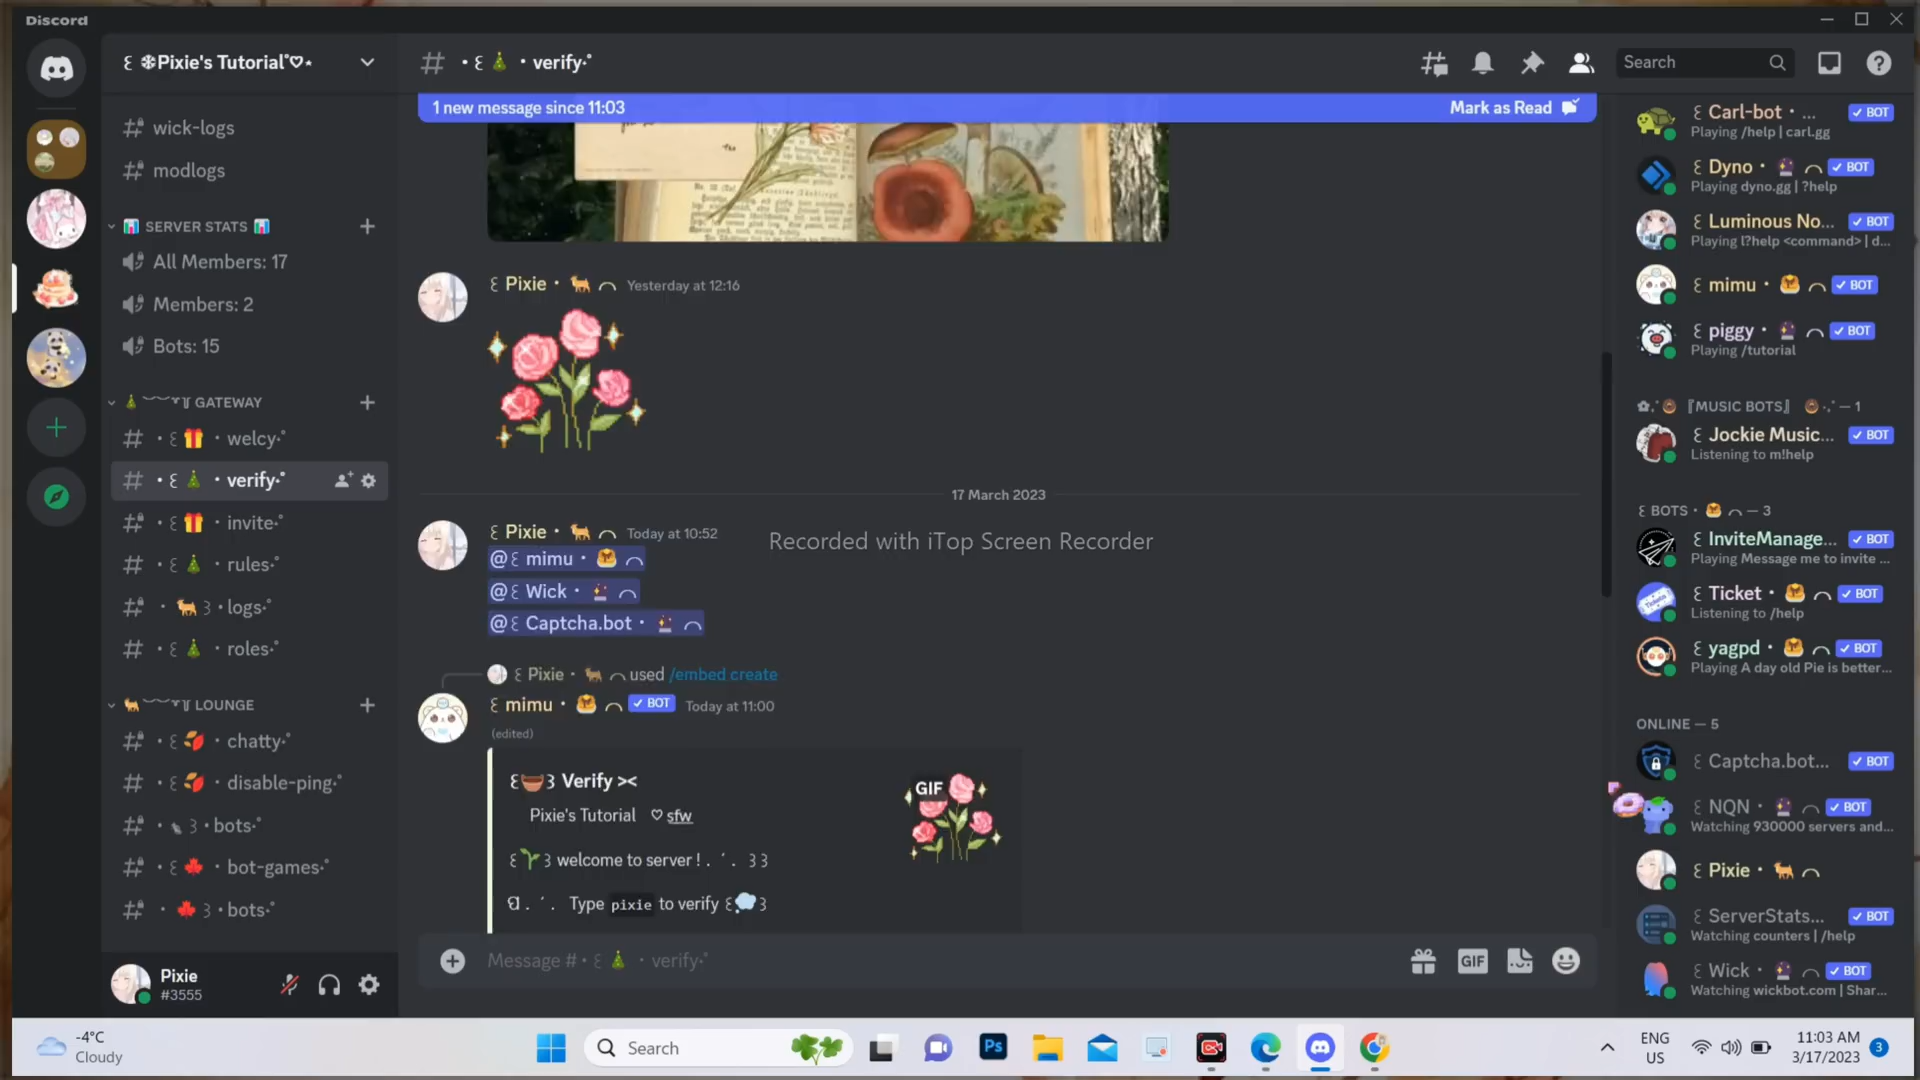 Discord
꒰ ❄Pixie's Tutorial˚♡⋆
wick-logs
modlogs
SERVER STATS
All Members: 17
Members: 2
Bots: 15
GATEWAY
welcy
verify
invite
rules
logs
roles
LOUNGE
chatty
disable-ping
bots
bot-games
bots
Pixie
#3555
verify
Search
1 new message since 11:03
Mark as Read
Pixie Yesterday at 12:16
17 March 2023
Pixie Today at 10:52
Recorded with iTop Screen Recorder
@ mimu
@ Wick
@ Captcha.bot
Pixie used /embed create
mimu ✓ BOT Today at 11:00
(edited)
Verify ><
Pixie's Tutorial ♡ sfw
welcome to server !
Type pixie to verify
GIF
Message # verify
GIF
Carl-bot ... ✓ BOT
Playing /help | carl.gg
Dyno ✓ BOT
Playing dyno.gg | ?help
Luminous No... ✓ BOT
Playing l?help <command> | d...
mimu ✓ BOT
piggy ✓ BOT
Playing /tutorial
『MUSIC BOTS』 — 1
Jockie Music... ✓ BOT
Listening to m!help
BOTS — 3
InviteManage... ✓ BOT
Playing Message me to invite ...
Ticket ✓ BOT
Listening to /help
yagpd ✓ BOT
Playing A day old Pie is better...
ONLINE — 5
Captcha.bot... ✓ BOT
NQN ✓ BOT
Watching 930000 servers and...
Pixie
ServerStats... ✓ BOT
Watching counters | /help
Wick ✓ BOT
Watching wickbot.com | Shar...
-4°C
Cloudy
Search
Ps
ENG
US
11:03 AM
3/17/2023
3